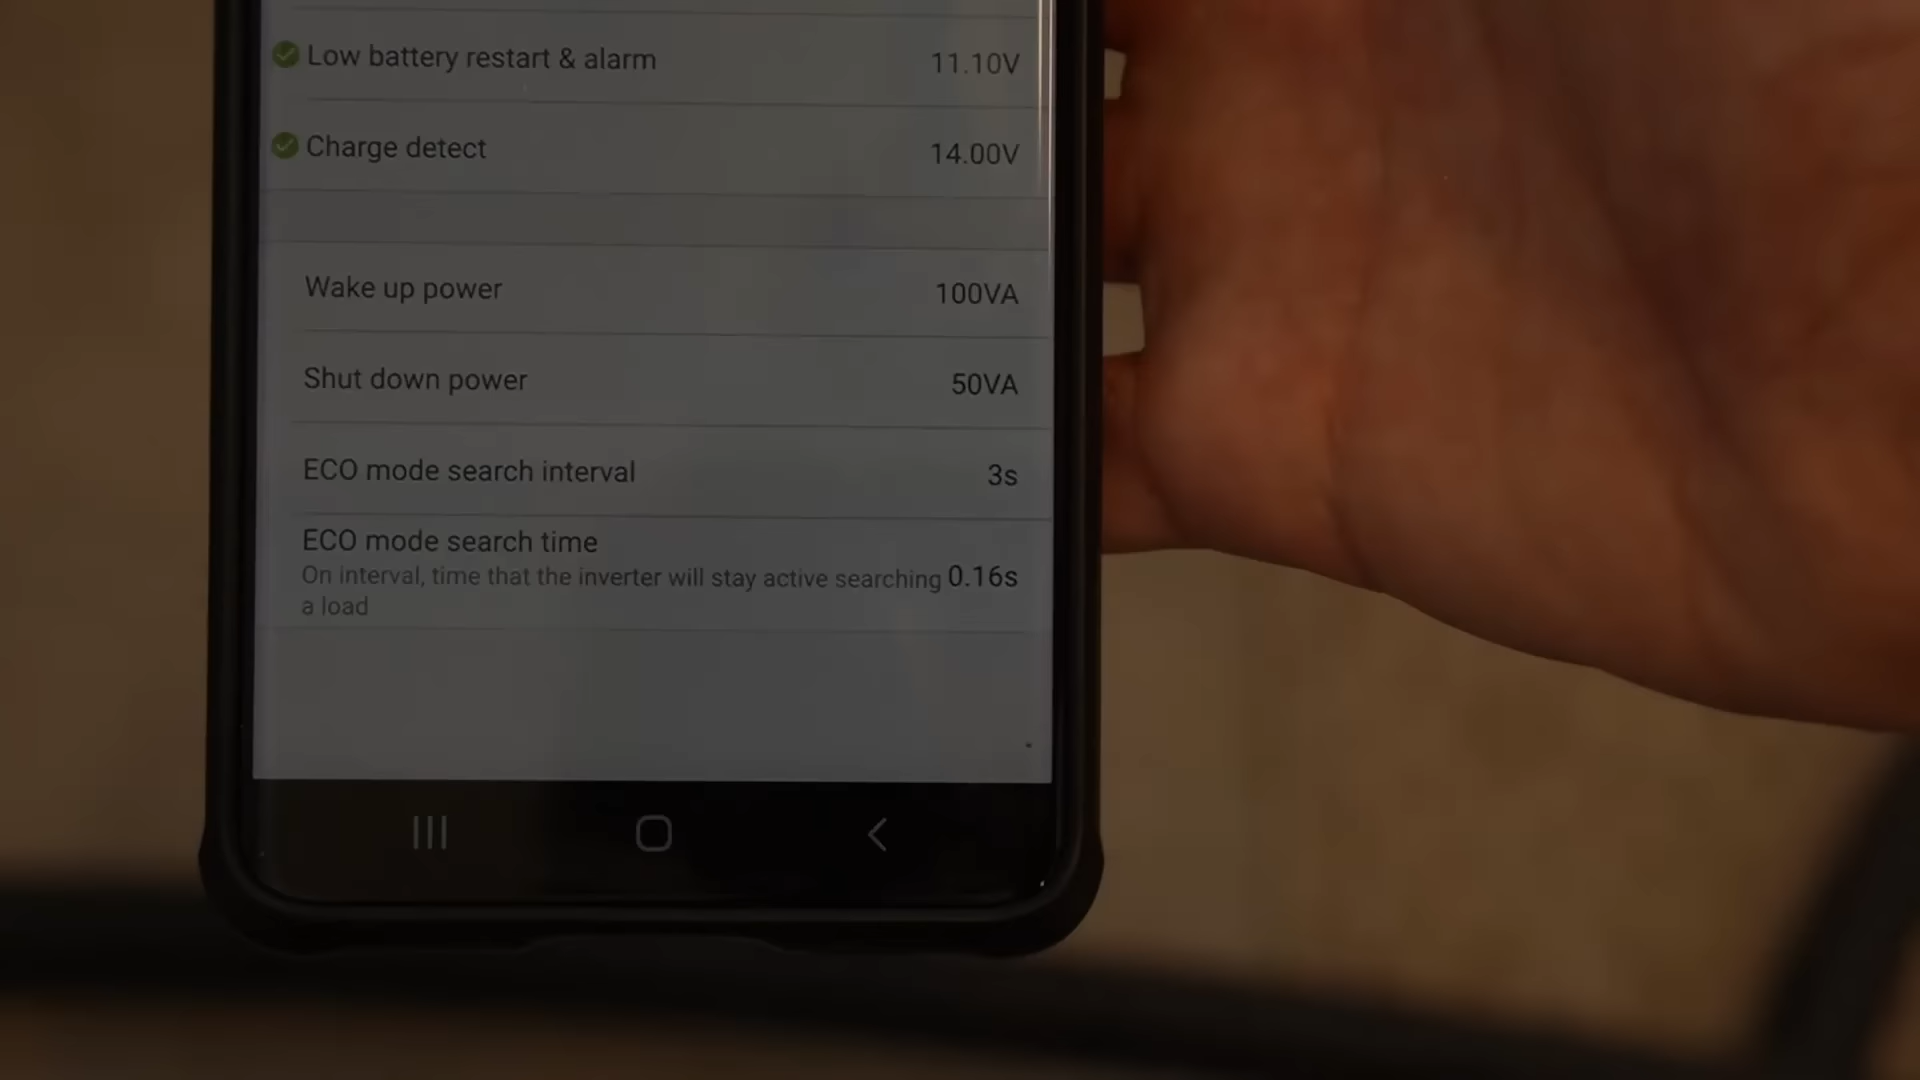 Low battery restart & alarm 11.10V
Charge detect 14.00V
Wake up power 100VA
Shut down power 50VA
ECO mode search interval 3s
ECO mode search time
On interval, time that the inverter will stay active searching 0.16s
a load